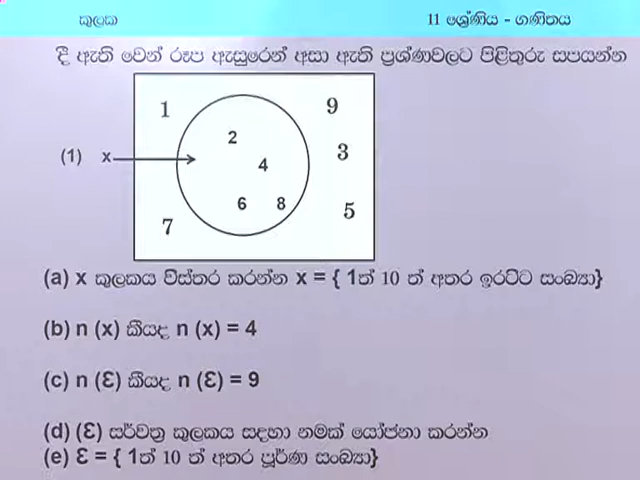 කුලක
11 ශ්‍රේණිය - ගණිතය
දී ඇති වෙන් රූප ඇසුරෙන් අසා ඇති ප්‍රශ්ණවලට පිළිතුරු සපයන්න
1 9
2
4 3
(1) x
6 8 5
7
(a) x කුලකය විස්තර කරන්න x = { 1ත් 10 ත් අතර ඉරට්ට සංඛ්‍යා}
(b) n (x) කීයද n (x) = 4
(c) n (Ɛ) කීයද n (Ɛ) = 9
(d) (Ɛ) සර්වත්‍ර කුලකය සඳහා නමක් යෝජනා කරන්න
(e) Ɛ = { 1ත් 10 ත් අතර පූර්ණ සංඛ්‍යා}